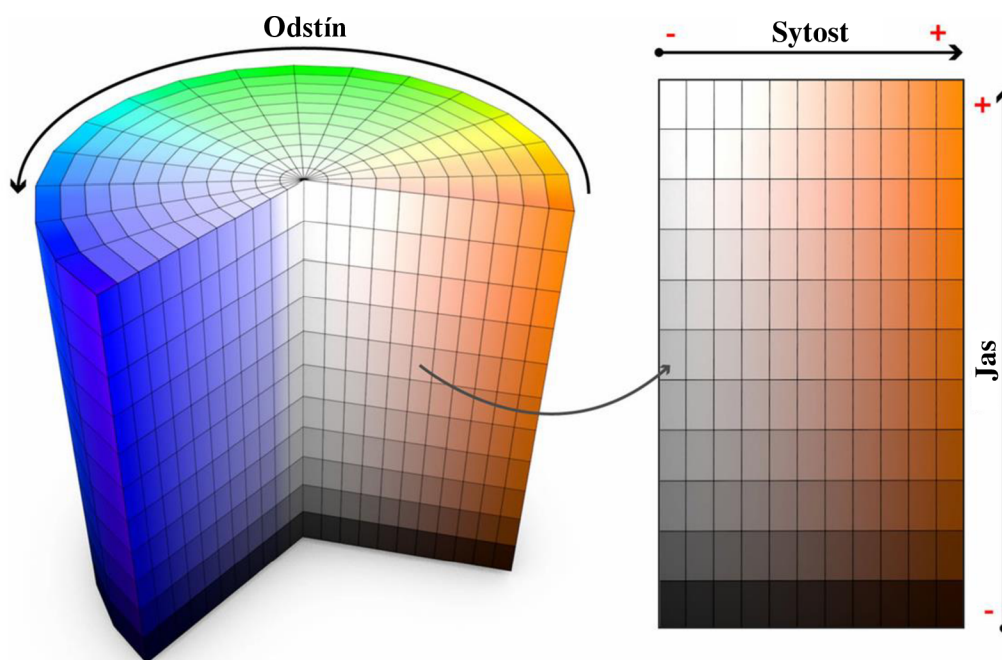 Odstín
- Sytost +
+
Jas
-